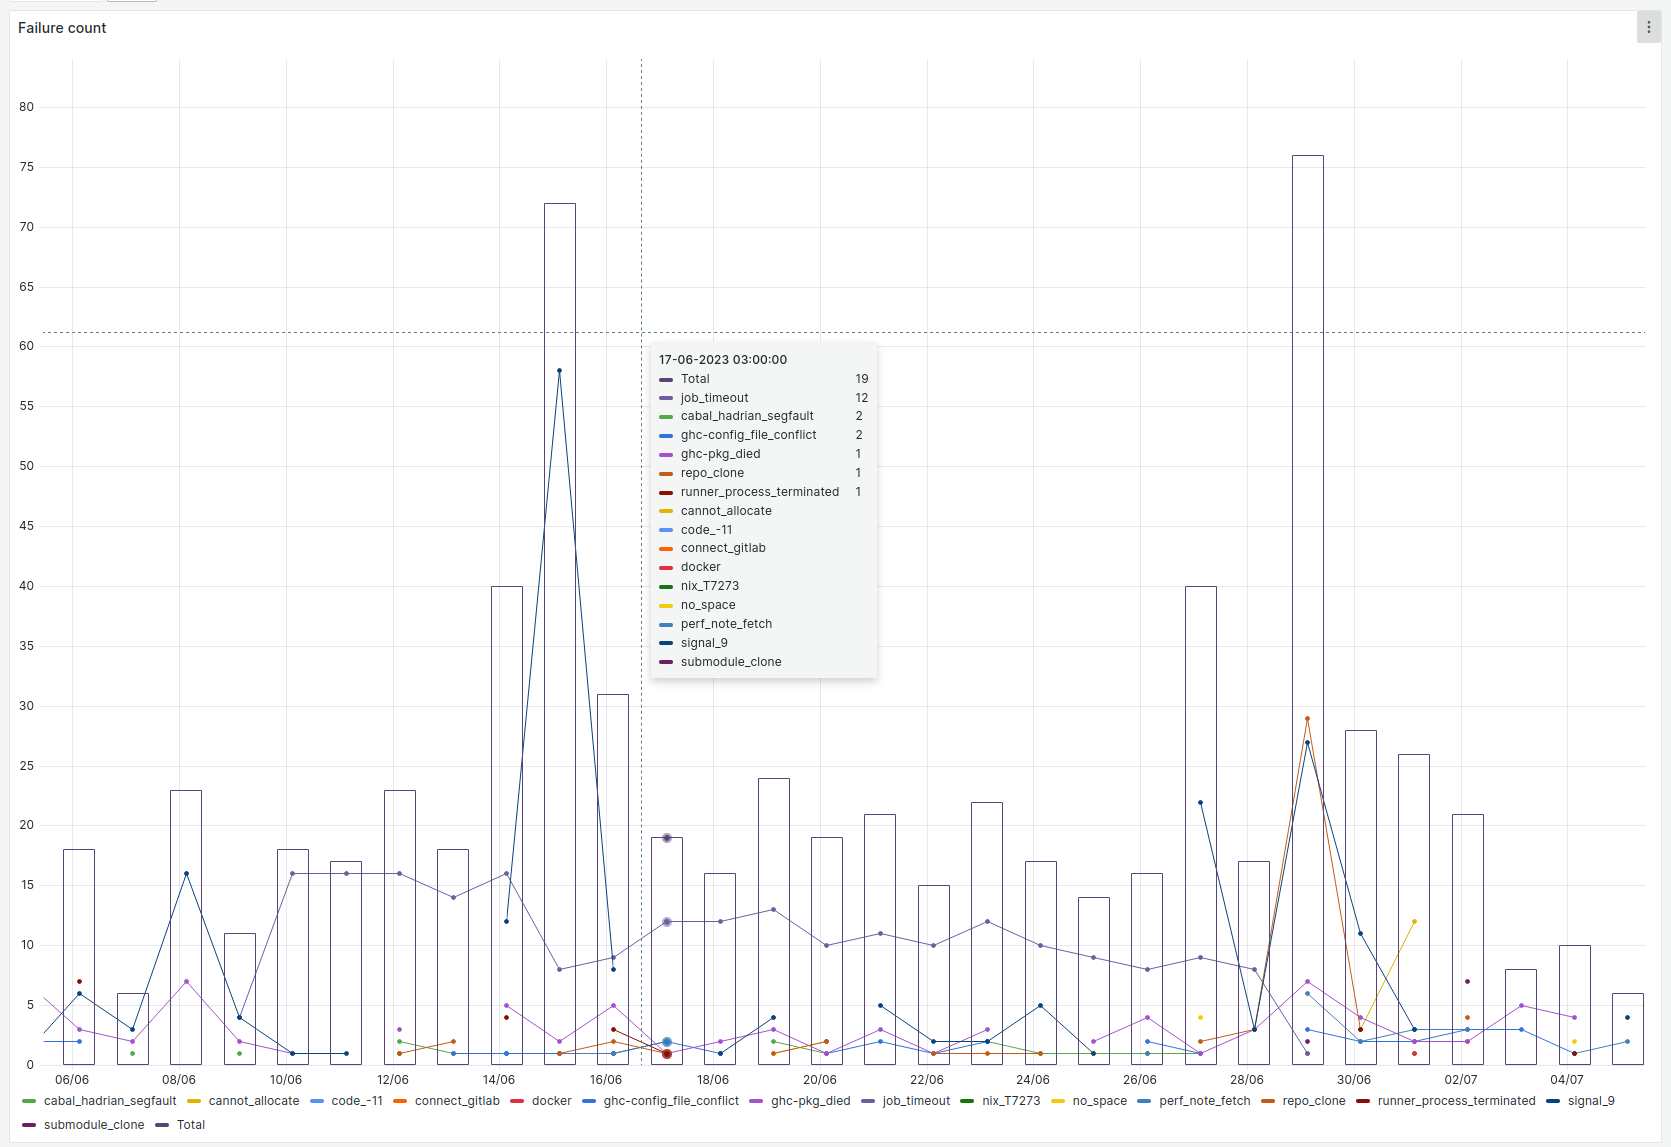 Failure count
80
75
70
65
60
55
50
45
40
35
30
25
20
15
10
5
0
17-06-2023 03:00:00
Total 19
job_timeout 12
cabal_hadrian_segfault 2
ghc-config_file_conflict 2
ghc-pkg_died 1
repo_clone 1
runner_process_terminated 1
cannot_allocate
code_-11
connect_gitlab
docker
nix_T7273
no_space
perf_note_fetch
signal_9
submodule_clone
06/06 08/06 10/06 12/06 14/06 16/06 18/06 20/06 22/06 24/06 26/06 28/06 30/06 02/07 04/07
cabal_hadrian_segfault cannot_allocate code_-11 connect_gitlab docker ghc-config_file_conflict ghc-pkg_died job_timeout nix_T7273 no_space perf_note_fetch repo_clone runner_process_terminated signal_9
submodule_clone Total